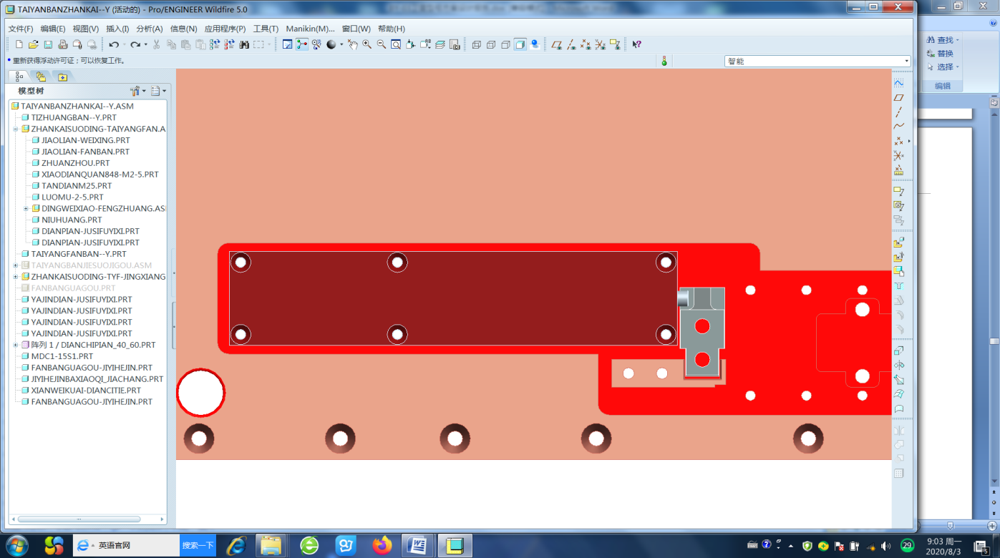 TAIYANBANZHANKAI--Y (活动的) - Pro/ENGINEER Wildfire 5.0
文件(F) 编辑(E) 视图(V) 插入(I) 分析(A) 信息(N) 应用程序(P) 工具(T) Manikin(M)... 窗口(W) 帮助(H)
查找
替换
选择
编辑
重新获得浮动许可证；可以恢复工作。
智能
模型树
TAIYANBANZHANKAI--Y.ASM
TIZHUANGBAN--Y.PRT
ZHANKAISUODING-TAIYANGFAN.A
JIAOLIAN-WEIXING.PRT
JIAOLIAN-FANBAN.PRT
ZHUANZHOU.PRT
XIAODIANQUAN848-M2-5.PRT
TANDIANM25.PRT
LUOMU-2-5.PRT
DINGWEIXIAO-FENGZHUANG.AS
NIUHUANG.PRT
DIANPIAN-JUSIFUYIXI.PRT
DIANPIAN-JUSIFUYIXI.PRT
TAIYANGFANBAN--Y.PRT
TAIYANGBANJIESUOJIGOU.ASM
ZHANKAISUODING-TYF-JINGXIANG
FANBANGUAGOU.PRT
YAJINDIAN-JUSIFUYIXI.PRT
YAJINDIAN-JUSIFUYIXI.PRT
YAJINDIAN-JUSIFUYIXI.PRT
YAJINDIAN-JUSIFUYIXI.PRT
阵列 1 / DIANCHIPIAN_40_60.PRT
MDC1-15S1.PRT
FANBANGUAGOU-JIYIHEJIN.PRT
JIYIHEJINBAXIAOQI_JIACHANG.PRT
XIANWEIKUAI-DIANCITIE.PRT
FANBANGUAGOU-JIYIHEJIN.PRT
英语官网
搜索一下
29
9:03 周一
2020/8/3
5